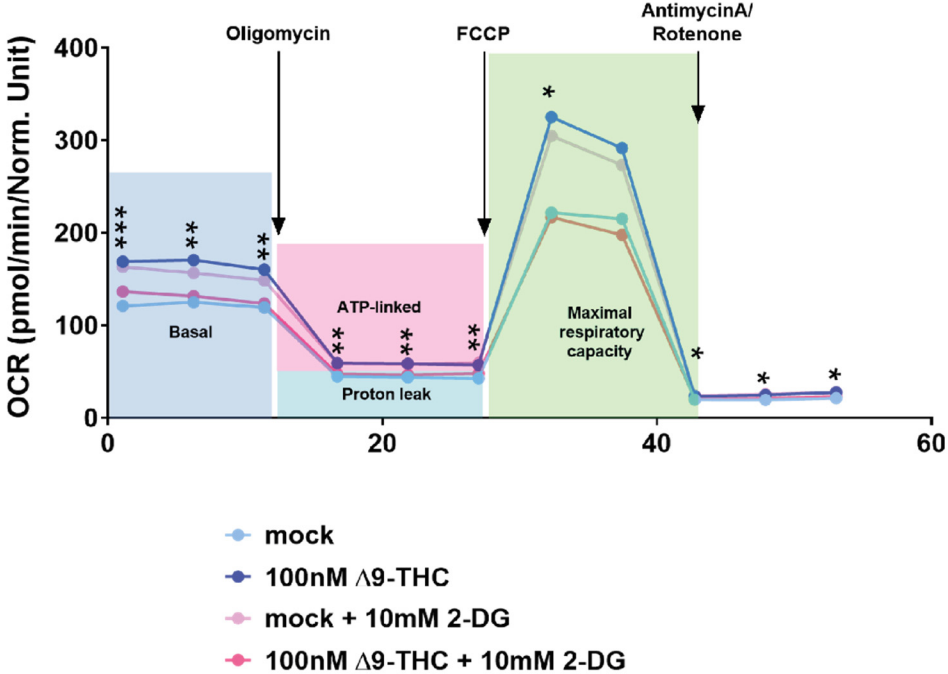 Oligomycin
FCCP
AntimycinA/
Rotenone
OCR (pmol/min/Norm. Unit)
400
300
200
100
0
***
**
**
**
**
**
*
*
*
*
Basal
ATP-linked
Proton leak
Maximal
respiratory
capacity
0
20
40
60
mock
100nM Δ9-THC
mock + 10mM 2-DG
100nM Δ9-THC + 10mM 2-DG